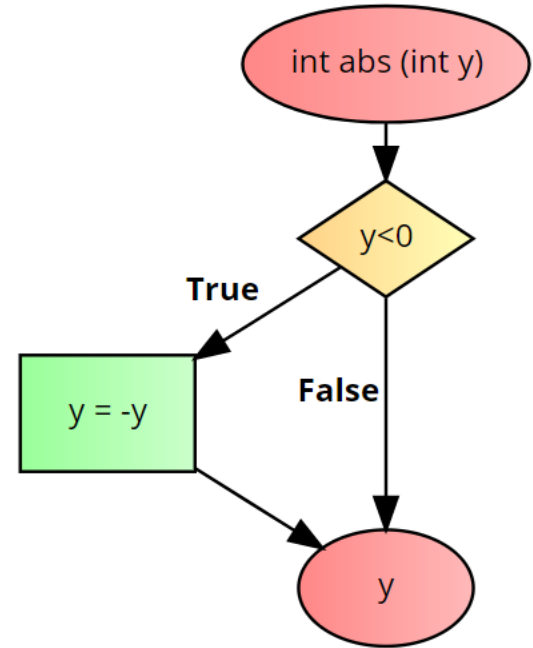 int abs (int y)
y<0
True
False
y = -y
y